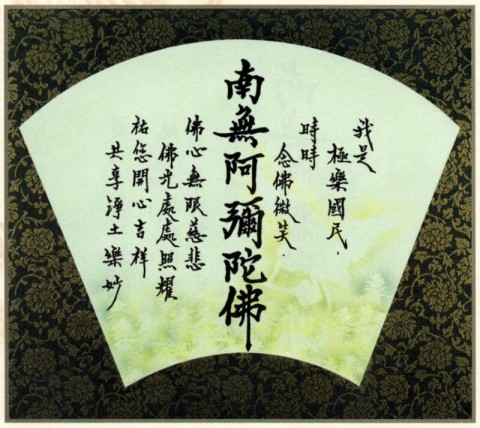 我是
極樂國民.
時時
念佛微笑.
南無阿彌陀佛
佛心無限慈悲
佛光處處照耀
祐您開心吉祥
共享淨土樂妙